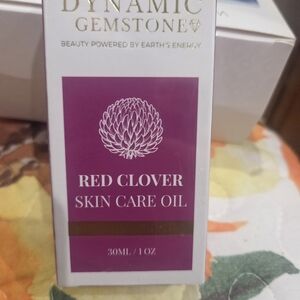 DYNAMIC
GEMSTONE
BEAUTY POWERED BY EARTH'S ENERGY
RED CLOVER
SKIN CARE OIL
30ML / 1 OZ